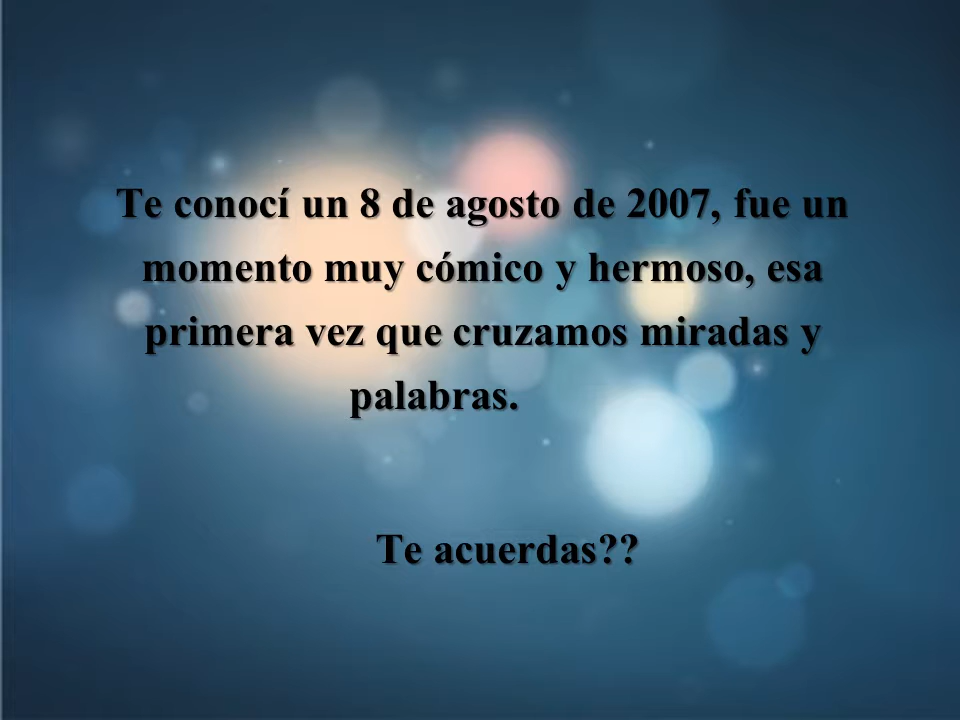 Te conocí un 8 de agosto de 2007, fue un
momento muy cómico y hermoso, esa
primera vez que cruzamos miradas y
palabras.
Te acuerdas??